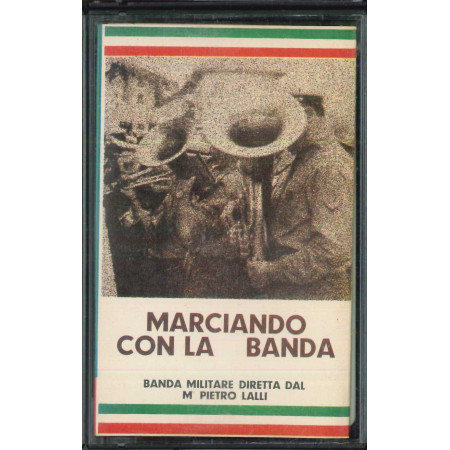 MARCIANDO
CON LA BANDA
BANDA MILITARE DIRETTA DAL
M° PIETRO LALLI